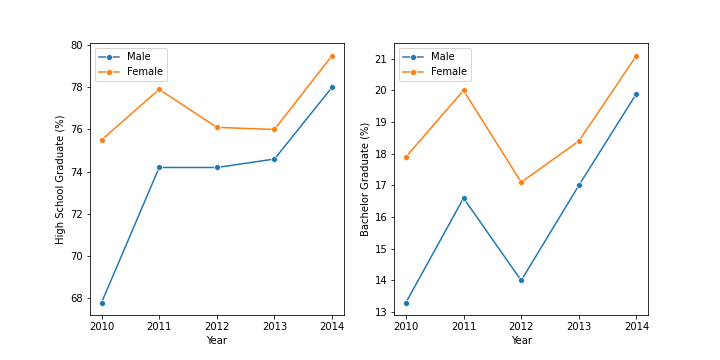 High School Graduate (%)
80
78
76
74
72
70
68
Male
Female
2010 2011 2012 2013 2014
Year
Bachelor Graduate (%)
21
20
19
18
17
16
15
14
13
Male
Female
2010 2011 2012 2013 2014
Year